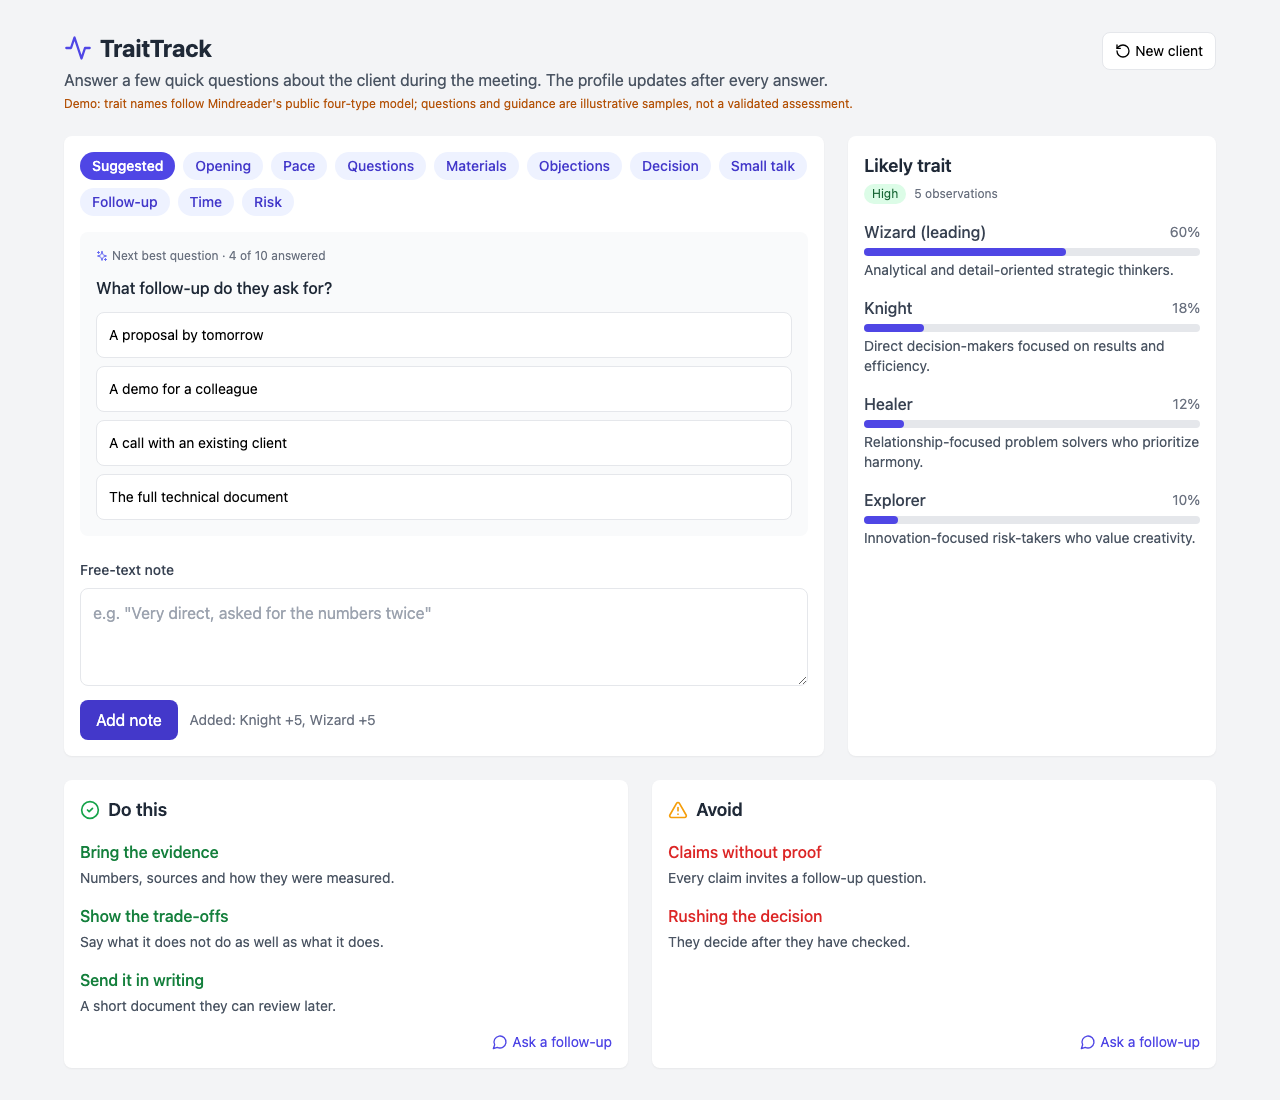 TraitTrack
New client
Answer a few quick questions about the client during the meeting. The profile updates after every answer.
Demo: trait names follow Mindreader's public four-type model; questions and guidance are illustrative samples, not a validated assessment.
Suggested
Opening
Pace
Questions
Materials
Objections
Decision
Small talk
Follow-up
Time
Risk
Next best question · 4 of 10 answered
What follow-up do they ask for?
A proposal by tomorrow
A demo for a colleague
A call with an existing client
The full technical document
Free-text note
e.g. "Very direct, asked for the numbers twice"
Add note
Added: Knight +5, Wizard +5
Likely trait
High
5 observations
Wizard (leading)
60%
Analytical and detail-oriented strategic thinkers.
Knight
18%
Direct decision-makers focused on results and
efficiency.
Healer
12%
Relationship-focused problem solvers who prioritize
harmony.
Explorer
10%
Innovation-focused risk-takers who value creativity.
Do this
Bring the evidence
Numbers, sources and how they were measured.
Show the trade-offs
Say what it does not do as well as what it does.
Send it in writing
A short document they can review later.
Ask a follow-up
Avoid
Claims without proof
Every claim invites a follow-up question.
Rushing the decision
They decide after they have checked.
Ask a follow-up